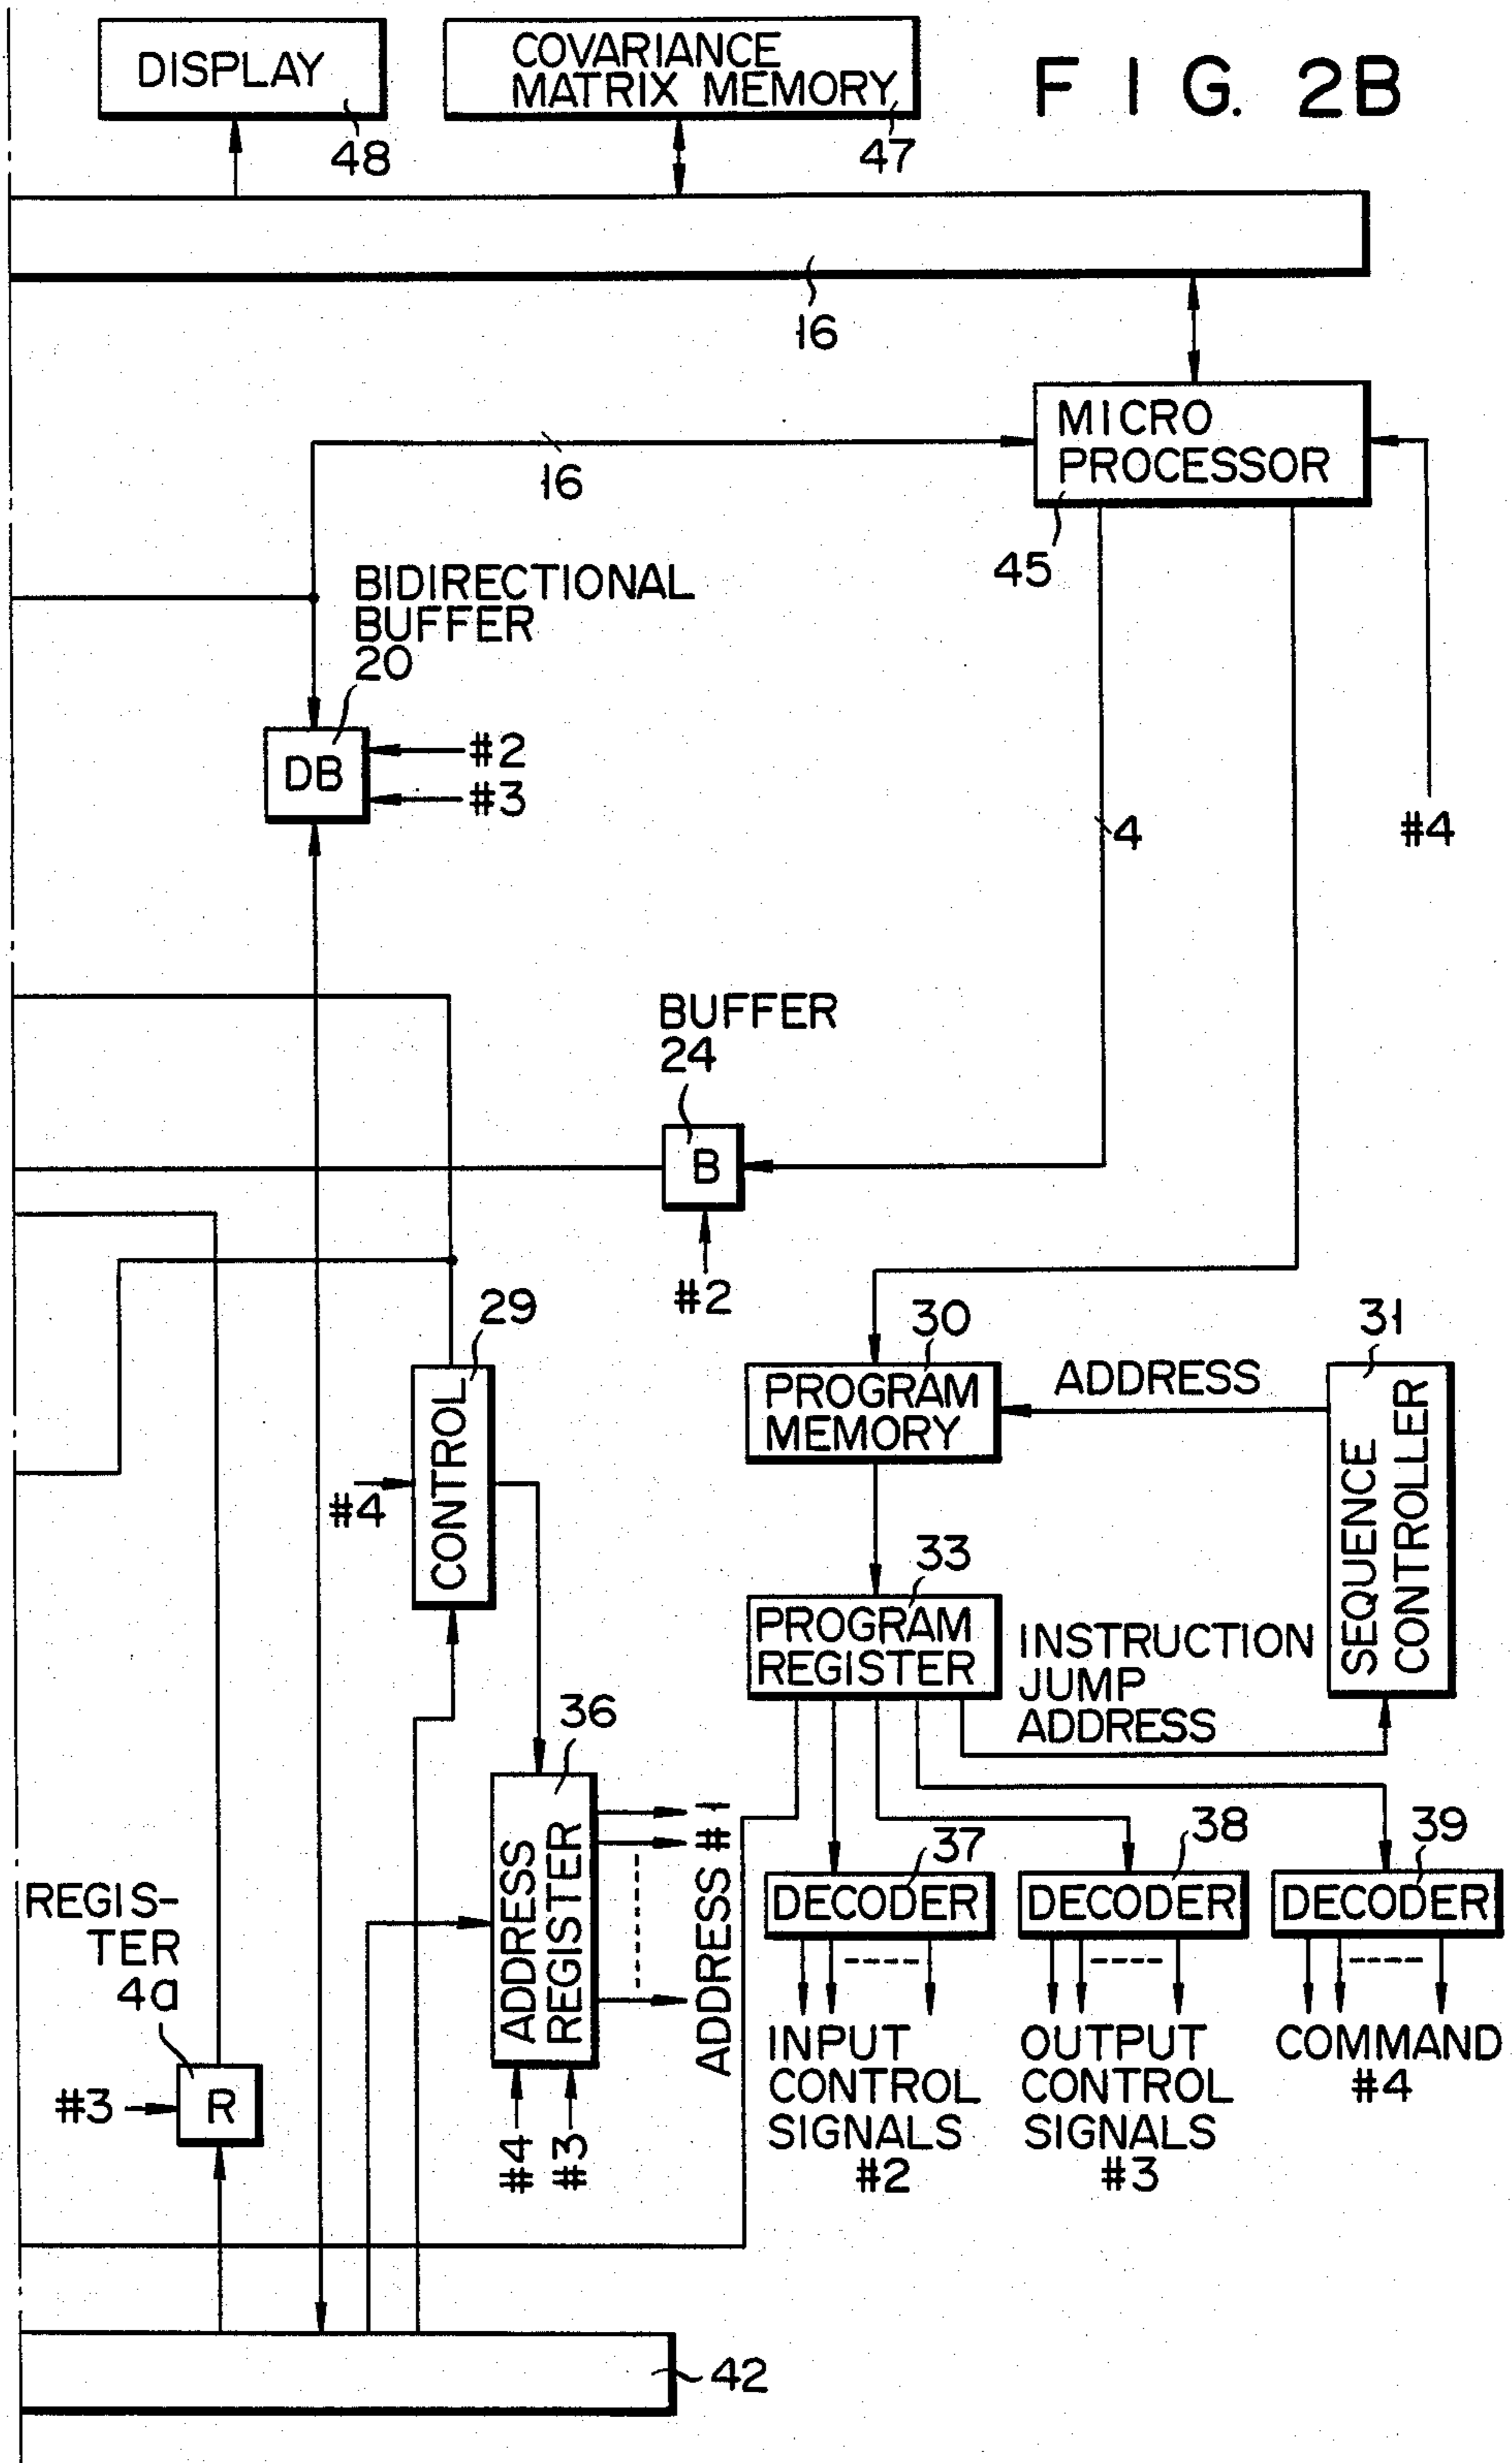 F I G. 2B
DISPLAY
48
COVARIANCE
MATRIX MEMORY
47
16
MICRO
PROCESSOR
45
16
#4
4
BIDIRECTIONAL
BUFFER
20
DB
#2
#3
BUFFER
24
B
#2
29
CONTROL
#4
30
PROGRAM
MEMORY
ADDRESS
31
SEQUENCE
CONTROLLER
33
PROGRAM
REGISTER
INSTRUCTION
JUMP
ADDRESS
36
ADDRESS
REGISTER
ADDRESS #1
#4
#3
37
DECODER
38
DECODER
39
DECODER
INPUT
CONTROL
SIGNALS
#2
OUTPUT
CONTROL
SIGNALS
#3
COMMAND
#4
REGIS-
TER
4a
R
#3
42